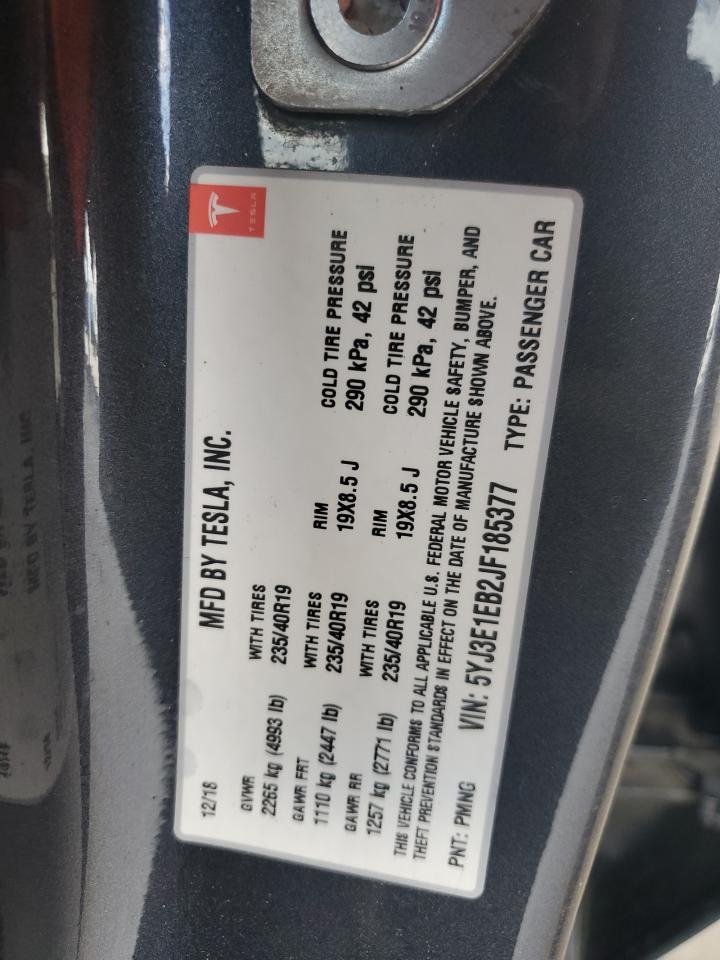 TESLA
MFD BY TESLA, INC.
12/18
GVWR WITH TIRES
2265 kg (4993 lb) 235/40R19
GAWR FRT WITH TIRES RIM COLD TIRE PRESSURE
1110 kg (2447 lb) 235/40R19 19X8.5 J 290 kPa, 42 psi
GAWR RR WITH TIRES RIM COLD TIRE PRESSURE
1257 kg (2771 lb) 235/40R19 19X8.5 J 290 kPa, 42 psi
THIS VEHICLE CONFORMS TO ALL APPLICABLE U.S. FEDERAL MOTOR VEHICLE SAFETY, BUMPER, AND
THEFT PREVENTION STANDARDS IN EFFECT ON THE DATE OF MANUFACTURE SHOWN ABOVE.
PNT: PMNG VIN: 5YJ3E1EB2JF185377 TYPE: PASSENGER CAR